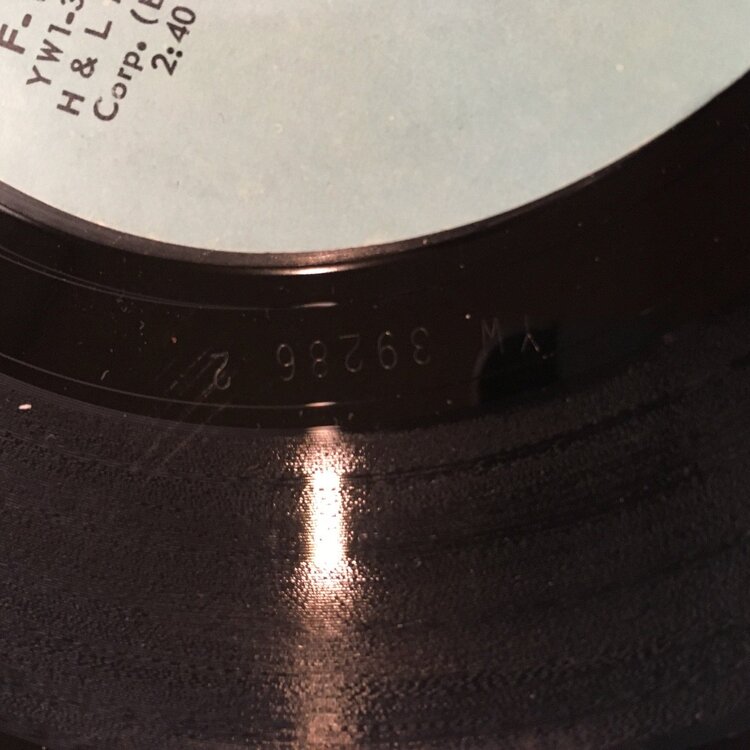 F-
YW1-3
H & L
Corp. (B
2:40
YW 39286 2